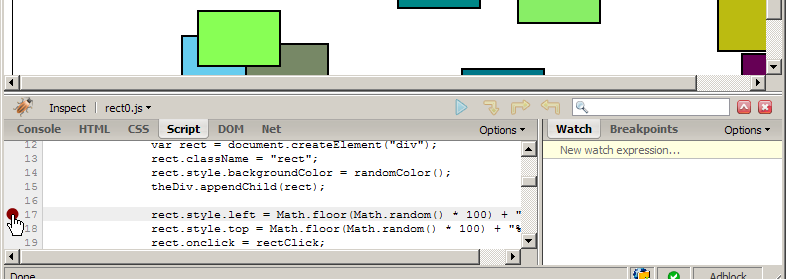 Inspect rect0.js
Console HTML CSS Script DOM Net Options
Watch Breakpoints Options
New watch expression...
12 var rect = document.createElement("div");
13 rect.className = "rect";
14 rect.style.backgroundColor = randomColor();
15 theDiv.appendChild(rect);
16
17 rect.style.left = Math.floor(Math.random() * 100) + "
18 rect.style.top = Math.floor(Math.random() * 100) + "%
19 rect.onclick = rectClick;
Done Adblock